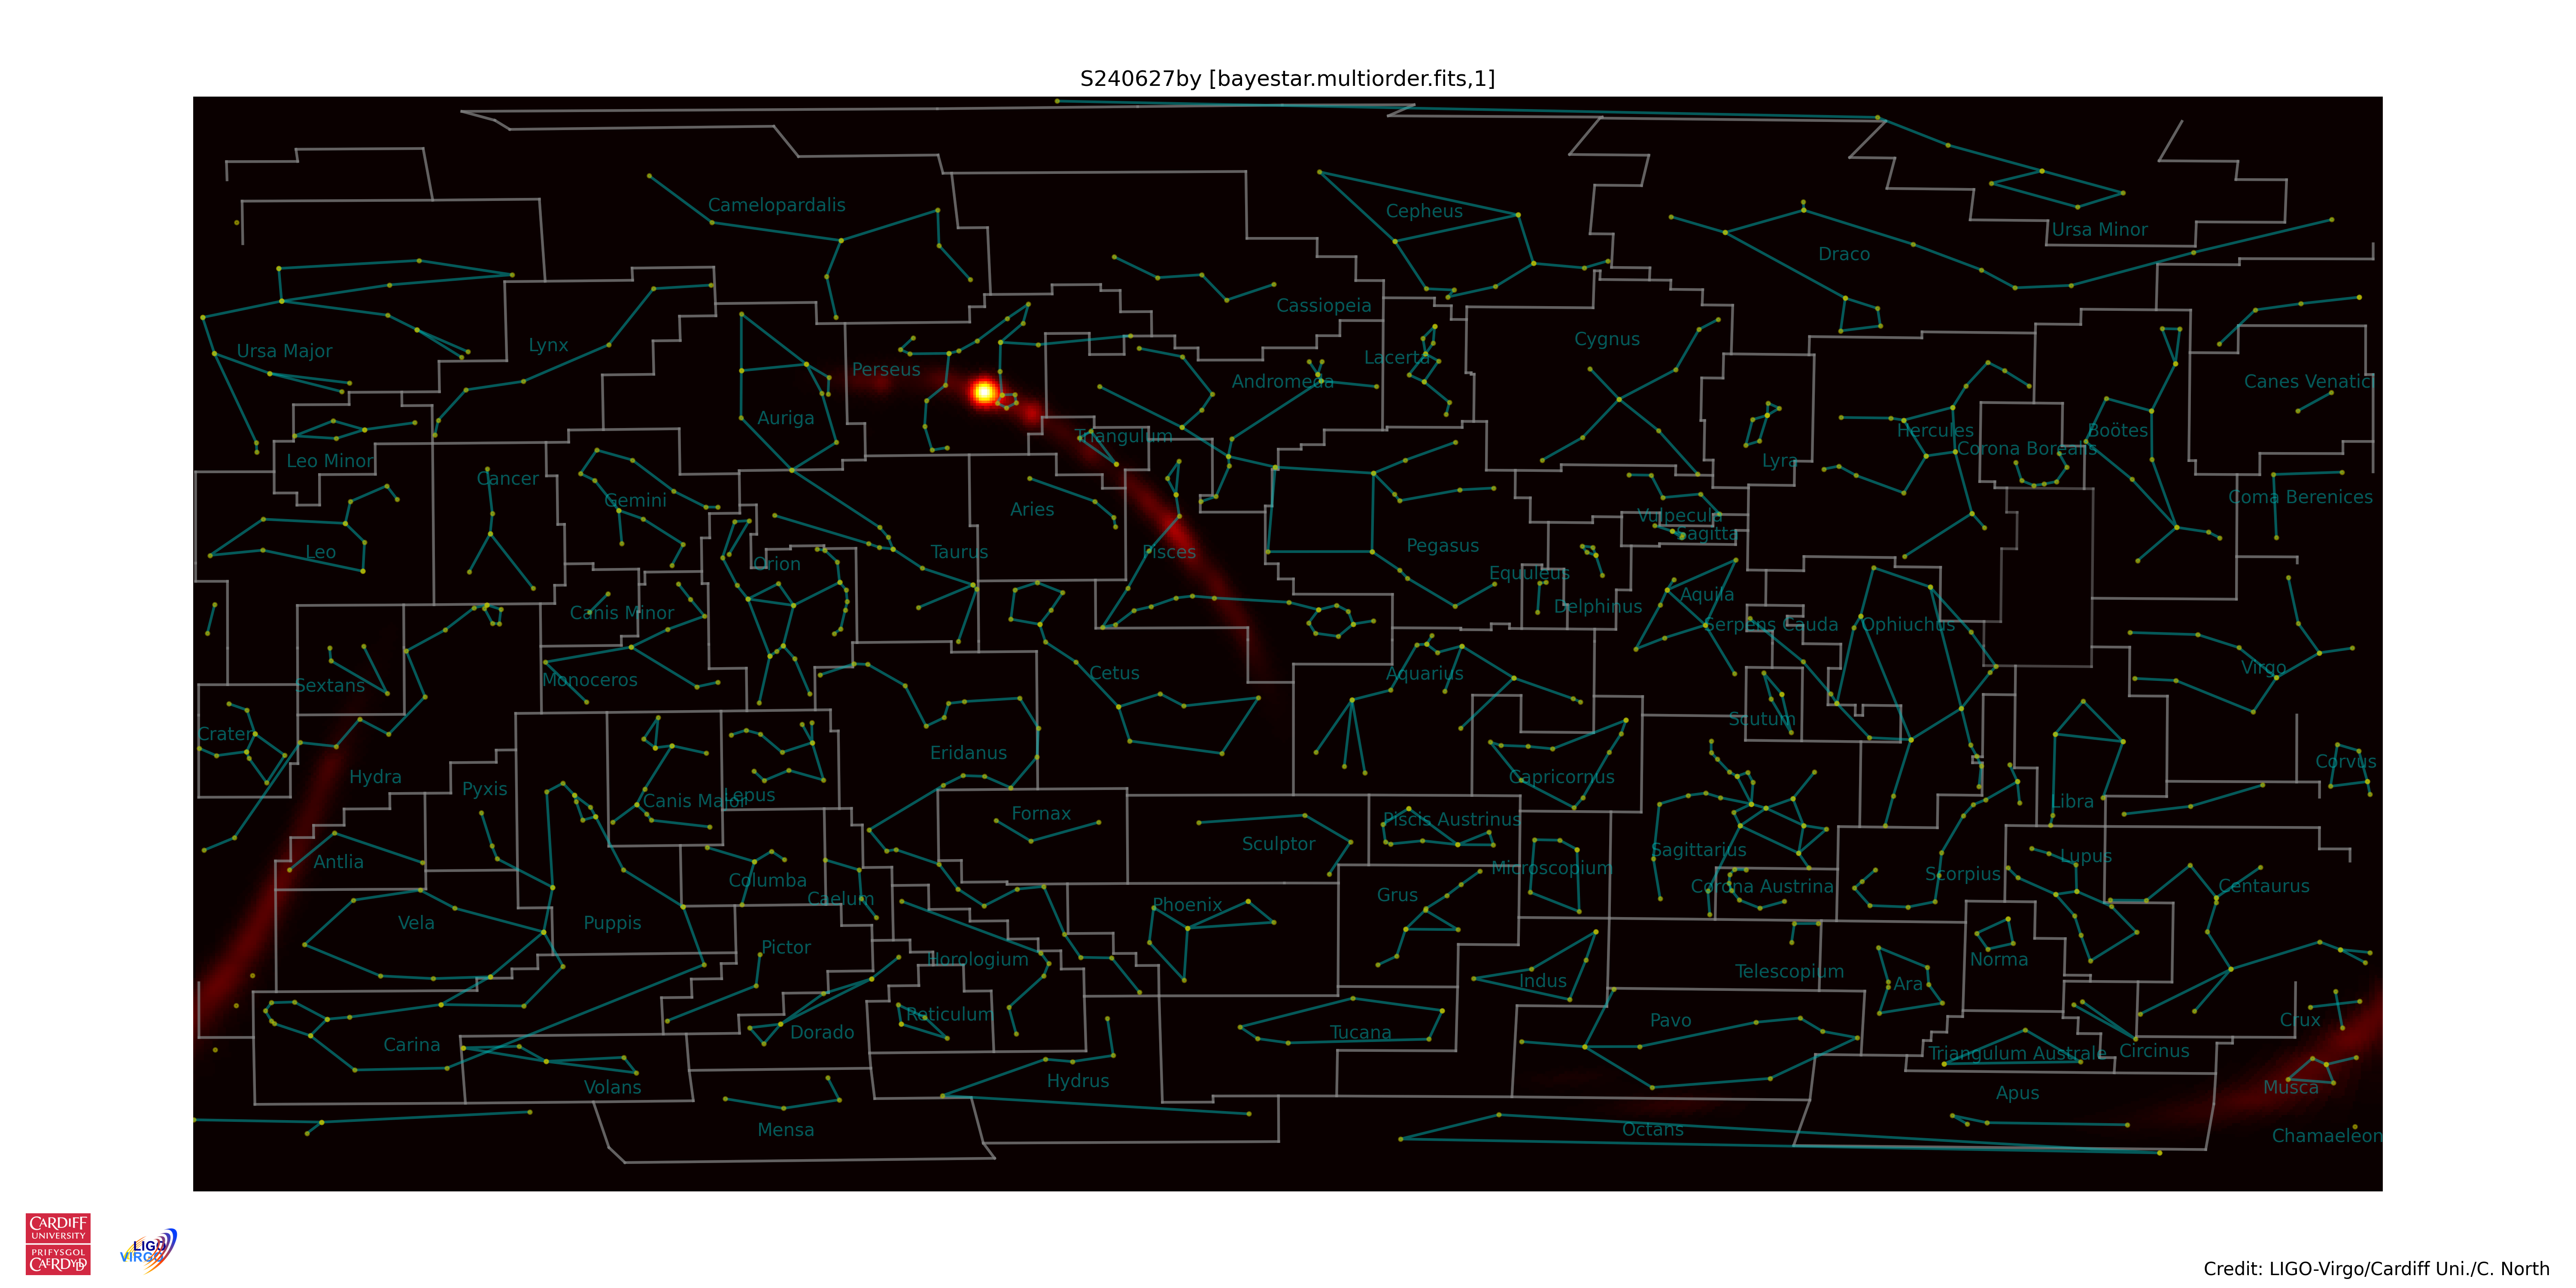 S240627by [bayestar.multiorder.fits,1]
Camelopardalis
Cepheus
Ursa Minor
Draco
Cassiopeia
Ursa Major
Lynx
Cygnus
Lacerta
Perseus
Andromeda
Canes Venatici
Auriga
Triangulum
Hercules
Boötes
Corona Borealis
Leo Minor
Lyra
Cancer
Gemini
Coma Berenices
Aries
Vulpecula
Sagitta
Leo
Taurus
Pisces
Pegasus
Orion
Equuleus
Canis Minor
Delphinus
Aquila
Serpens Cauda
Ophiuchus
Virgo
Sextans
Monoceros
Cetus
Aquarius
Crater
Scutum
Eridanus
Corvus
Hydra
Capricornus
Pyxis
Canis Major
Lepus
Libra
Fornax
Piscis Austrinus
Sculptor
Sagittarius
Antlia
Lupus
Microscopium
Columba
Scorpius
Corona Austrina
Centaurus
Caelum
Grus
Phoenix
Vela
Puppis
Pictor
Horologium
Norma
Telescopium
Indus
Ara
Reticulum
Pavo
Crux
Dorado
Tucana
Carina
Triangulum Australe
Circinus
Hydrus
Volans
Musca
Apus
Mensa
Octans
Chamaeleon
CARDIFF
UNIVERSITY
PRIFYSGOL
CAERDYDD
LIGO
VIRGO
Credit: LIGO-Virgo/Cardiff Uni./C. North